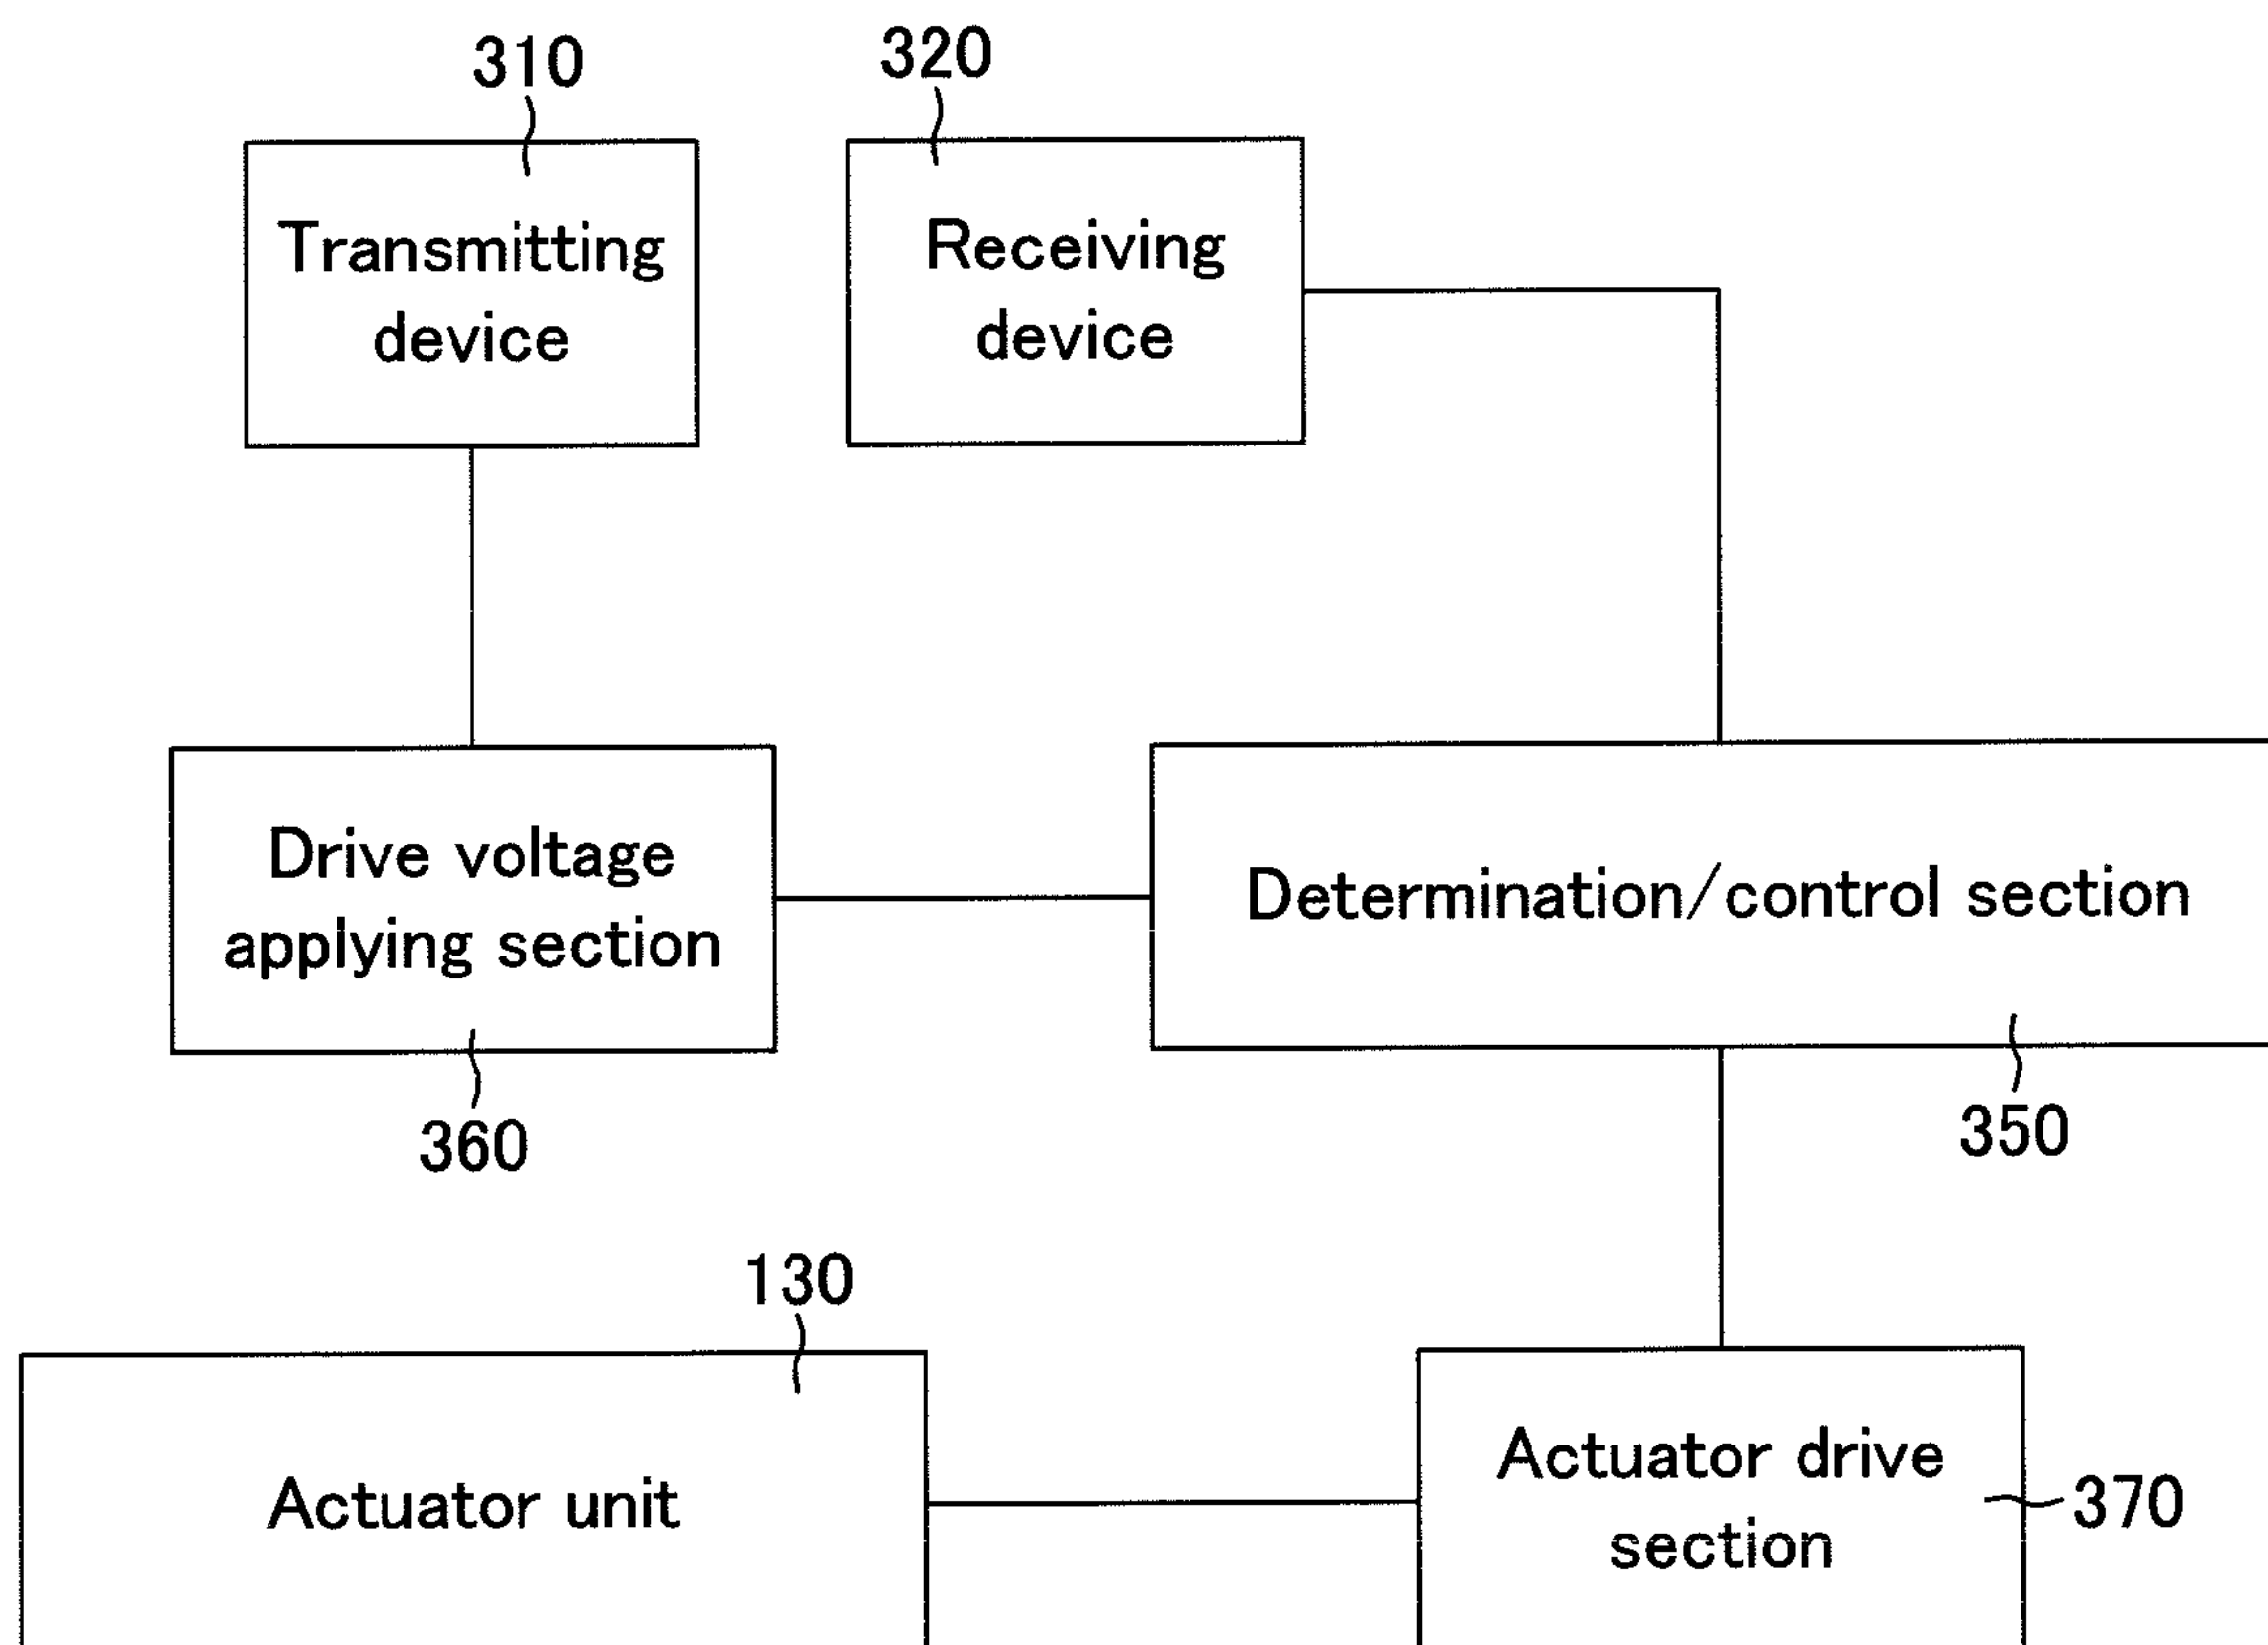 310
320
Transmitting
device
Receiving
device
Drive voltage
applying section
Determination/control section
360
350
130
Actuator unit
Actuator drive
section
370